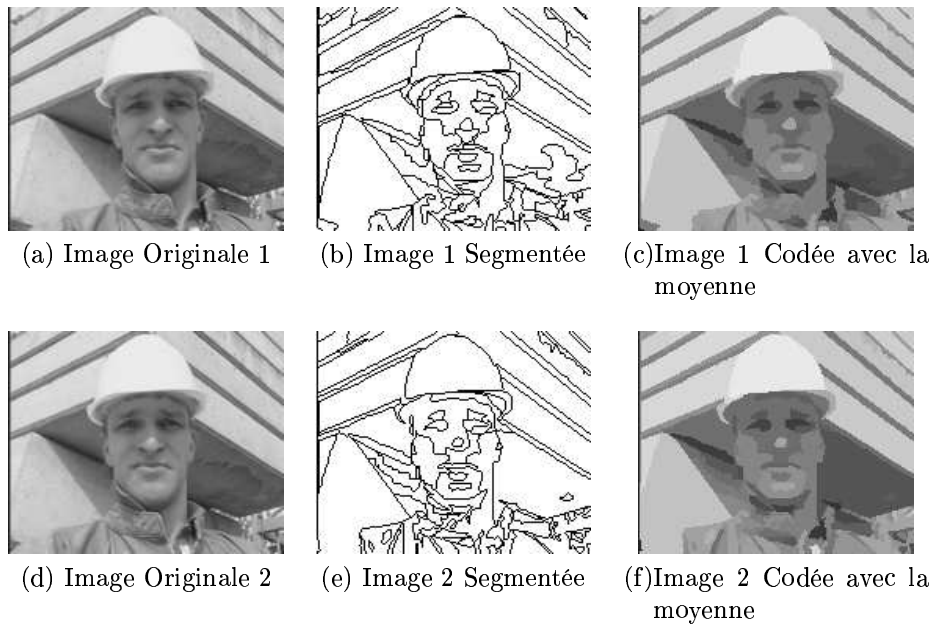 (a) Image Originale 1
(b) Image 1 Segmentée
(c)Image 1 Codée avec la
moyenne
(d) Image Originale 2
(e) Image 2 Segmentée
(f)Image 2 Codée avec la
moyenne